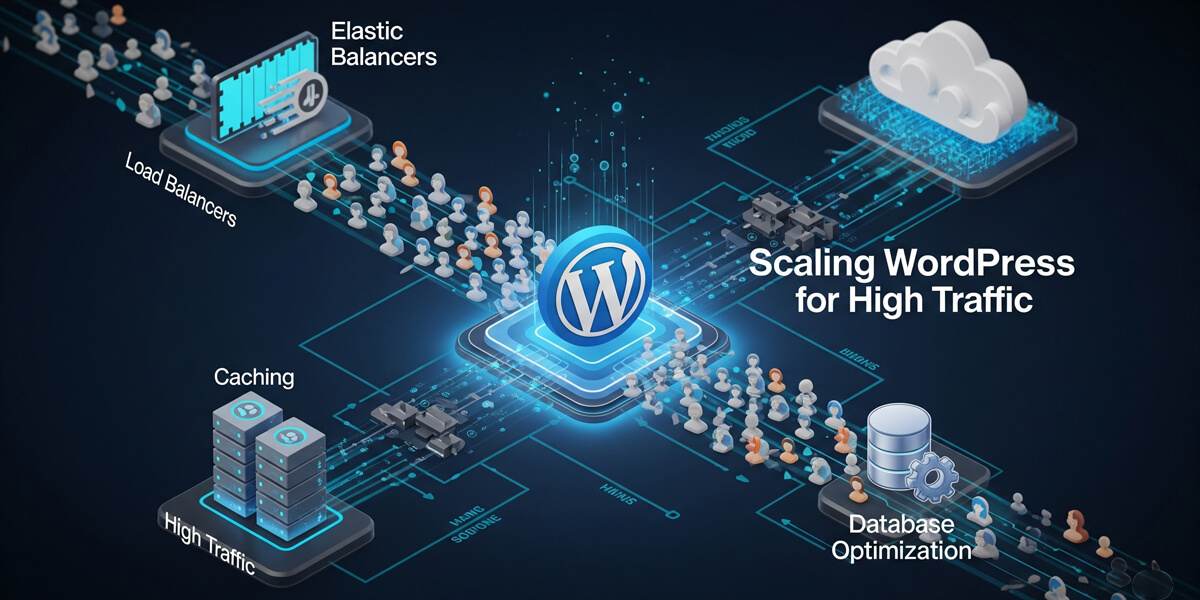 Elastic
Balancers
Load Balancers
Scaling WordPress
for High Traffic
Caching
High Traffic
Database
Optimization